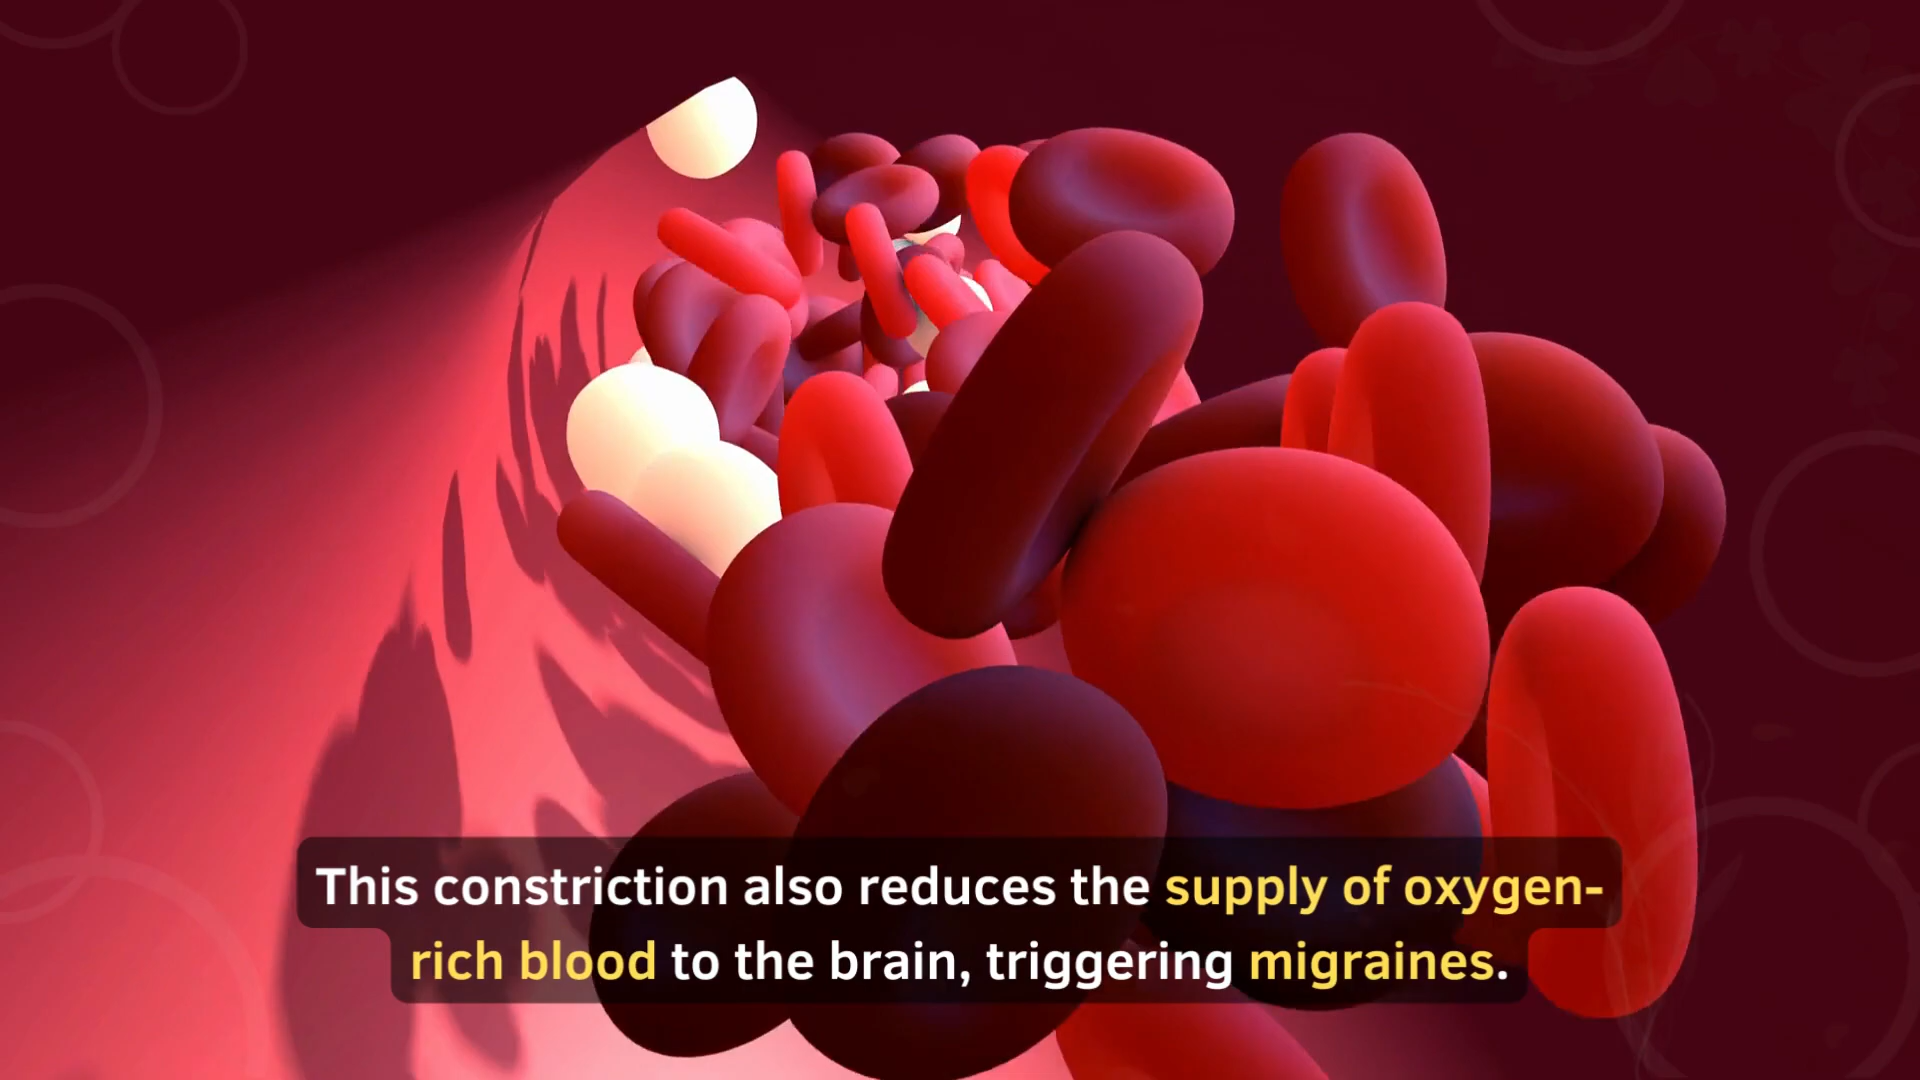 This constriction also reduces the supply of oxygen-
rich blood to the brain, triggering migraines.